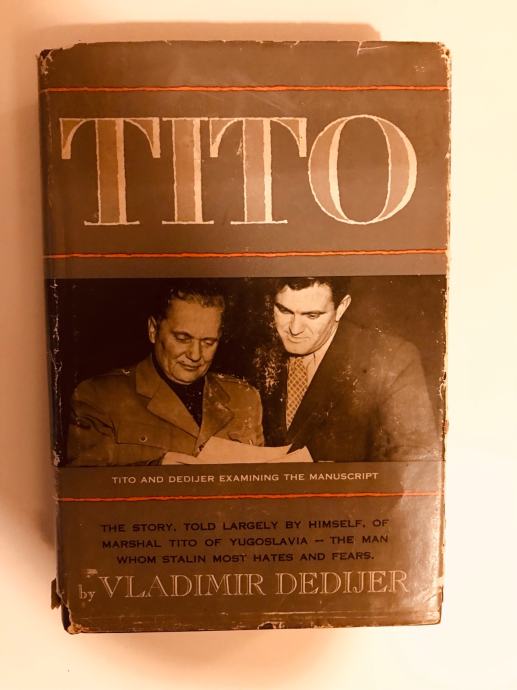 TITO
TITO AND DEDIJER EXAMINING THE MANUSCRIPT
THE STORY, TOLD LARGELY BY HIMSELF, OF
MARSHAL TITO OF YUGOSLAVIA — THE MAN
WHOM STALIN MOST HATES AND FEARS.
by VLADIMIR DEDIJER